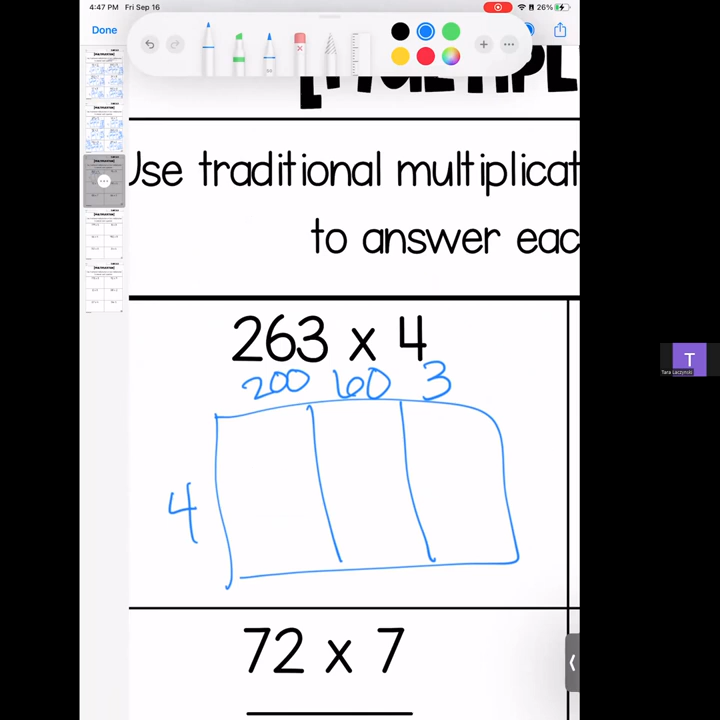 4:47 PM Fri Sep 16
26%
Done
[MULTIPL
Use traditional multiplicat
to answer eac
263 x 4
200 60 3
4
T
Tara Laczynski
72 x 7